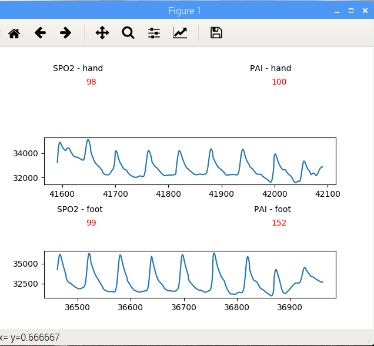 Figure 1
SPO2 - hand PAI - hand
98 100
34000
32000
41600 41700 41800 41900 42000 42100
SPO2 - foot PAI - foot
99 152
35000
32500
36500 36600 36700 36800 36900
x= y=0.666667